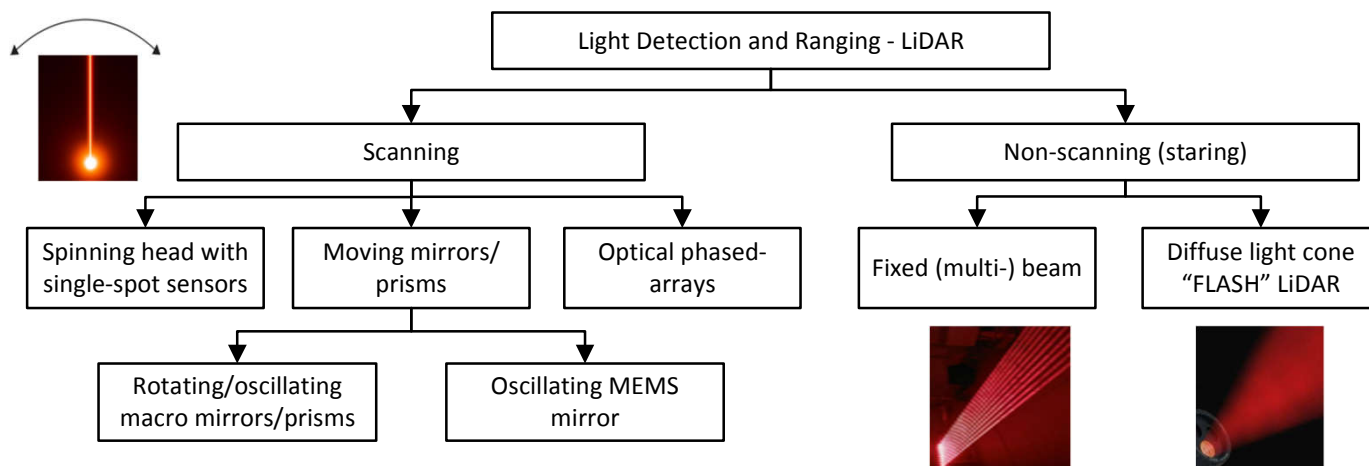 Light Detection and Ranging - LiDAR
Scanning
Non-scanning (staring)
Spinning head with
single-spot sensors
Moving mirrors/
prisms
Optical phased-
arrays
Fixed (multi-) beam
Diffuse light cone
“FLASH” LiDAR
Rotating/oscillating
macro mirrors/prisms
Oscillating MEMS
mirror